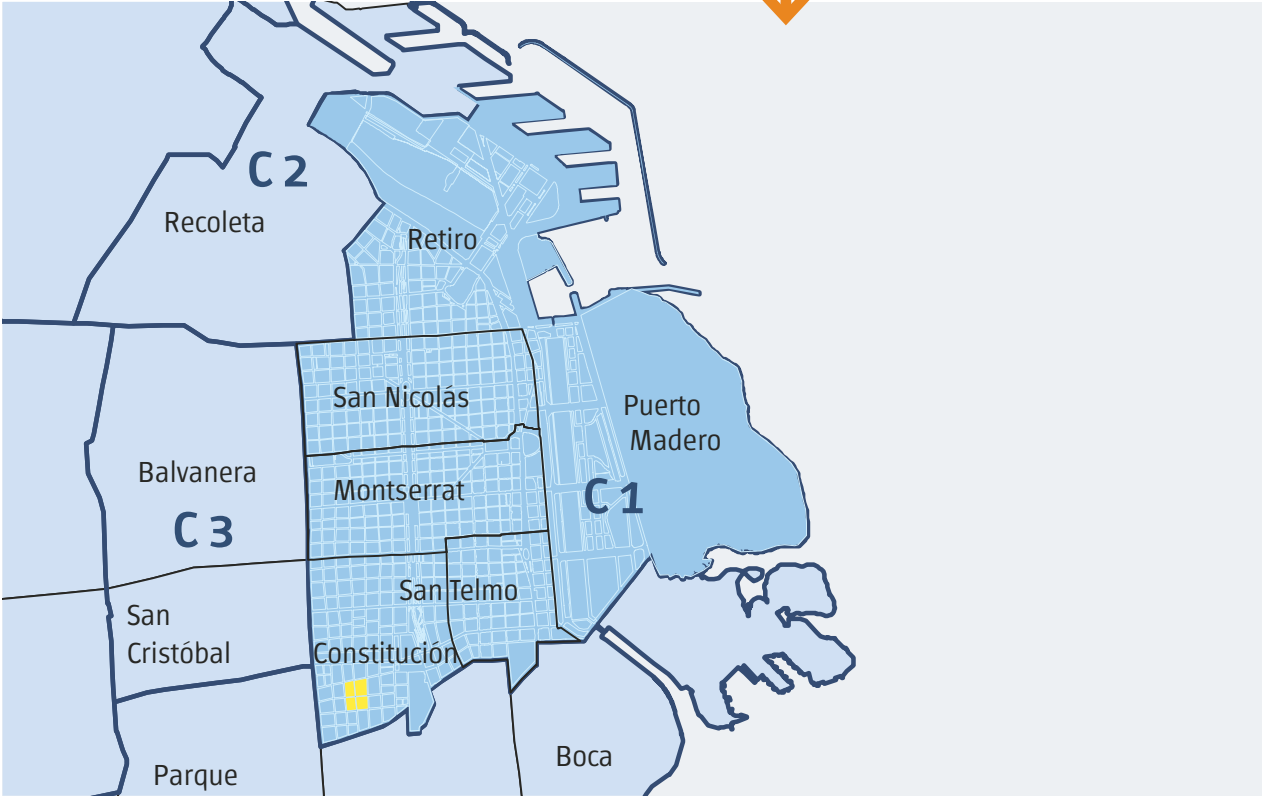 C 2
Recoleta
Retiro
San Nicolás
Puerto
Madero
Balvanera
Montserrat
C 1
C 3
San Telmo
San
Cristóbal
Constitución
Boca
Parque